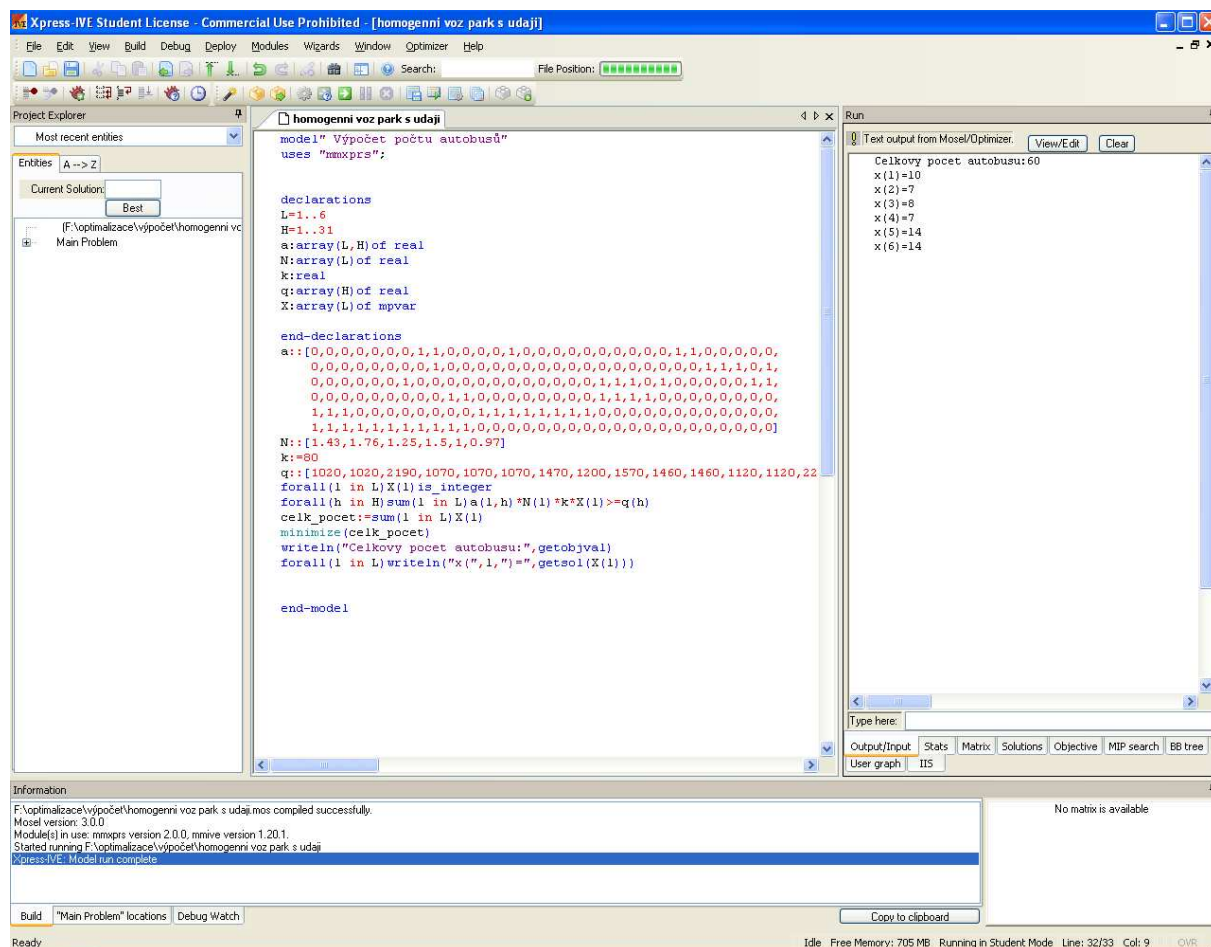 Xpress-IVE Student License - Commercial Use Prohibited - [homogenni voz park s udaji]
File Edit View Build Debug Deploy Modules Wizards Window Optimizer Help
Search: File Position:
Project Explorer
Most recent entities
Entities A --> Z
Current Solution:
Best
(F:\optimalizace\výpočet\homogenni vc
Main Problem
homogenni voz park s udaji
model" Výpočet počtu autobusů"
uses "mmxprs";
declarations
L=1..6
H=1..31
a:array(L,H)of real
N:array(L)of real
k:real
q:array(H)of real
X:array(L)of mpvar
end-declarations
a::[0,0,0,0,0,0,0,1,1,0,0,0,0,1,0,0,0,0,0,0,0,0,0,0,1,1,0,0,0,0,0,
0,0,0,0,0,0,0,0,1,0,0,0,0,0,0,0,0,0,0,0,0,0,0,0,0,0,1,1,1,0,1,
0,0,0,0,0,0,1,0,0,0,0,0,0,0,0,0,0,0,0,1,1,1,0,1,0,0,0,0,0,1,1,
0,0,0,0,0,0,0,0,0,1,1,0,0,0,0,0,0,0,0,1,1,1,1,0,0,0,0,0,0,0,0,
1,1,1,0,0,0,0,0,0,0,0,1,1,1,1,1,1,1,1,0,0,0,0,0,0,0,0,0,0,0,0,
1,1,1,1,1,1,1,1,1,1,1,0,0,0,0,0,0,0,0,0,0,0,0,0,0,0,0,0,0,0,0]
N::[1.43,1.76,1.25,1.5,1,0.97]
k:=80
q::[1020,1020,2190,1070,1070,1070,1470,1200,1570,1460,1460,1120,1120,22
forall(l in L)X(l)is_integer
forall(h in H)sum(l in L)a(l,h)*N(l)*k*X(l)>=q(h)
celk_pocet:=sum(l in L)X(l)
minimize(celk_pocet)
writeln("Celkovy pocet autobusu:",getobjval)
forall(l in L)writeln("x(",l,")=",getsol(X(l)))
end-model
Run
Text output from Mosel/Optimizer. View/Edit Clear
Celkovy pocet autobusu:60
x(1)=10
x(2)=7
x(3)=8
x(4)=7
x(5)=14
x(6)=14
Type here:
Output/Input Stats Matrix Solutions Objective MIP search BB tree
User graph IIS
Information
F:\optimalizace\výpočet\homogenni voz park s udaji.mos compiled successfully.
Mosel version: 3.0.0
Module(s) in use: mmxprs version 2.0.0, mmive version 1.20.1.
Started running F:\optimalizace\výpočet\homogenni voz park s udaji
Xpress-IVE: Model run complete
No matrix is available
Build "Main Problem" locations Debug Watch
Copy to clipboard
Ready
Idle Free Memory: 705 MB Running in Student Mode Line: 32/33 Col: 9 OVR